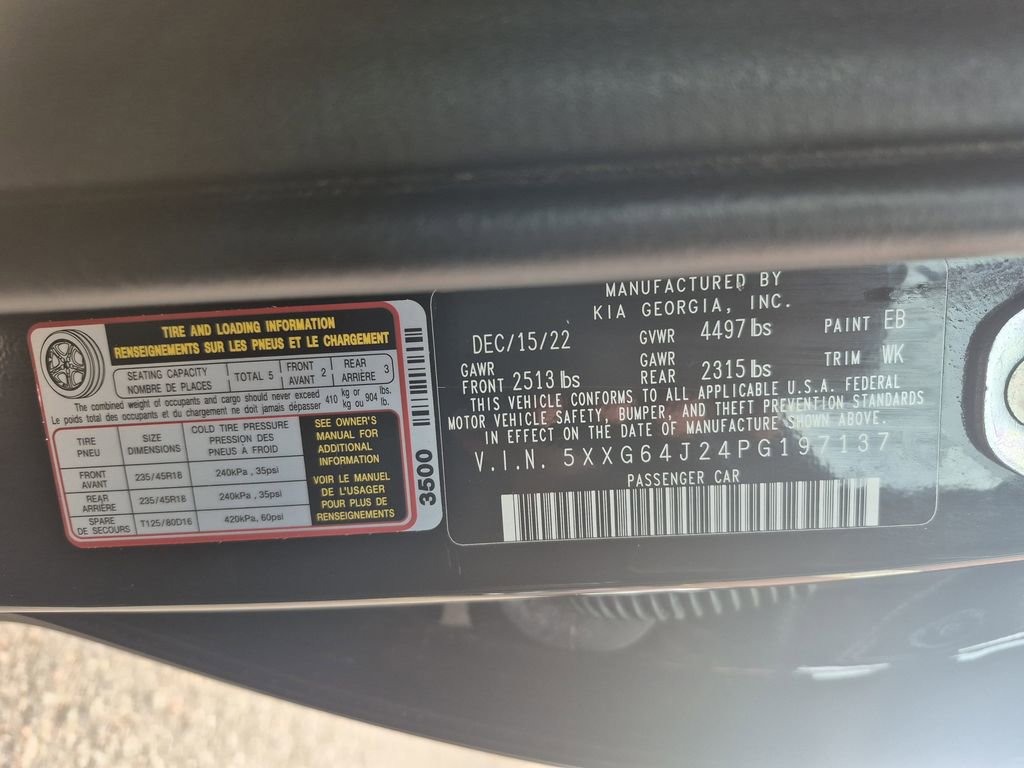 TIRE AND LOADING INFORMATION
RENSEIGNEMENTS SUR LES PNEUS ET LE CHARGEMENT
SEATING CAPACITY
NOMBRE DE PLACES
TOTAL 5
FRONT
AVANT 2
REAR
ARRIÈRE 3
The combined weight of occupants and cargo should never exceed 410 kg or 904 lbs.
Le poids total des occupants et du chargement ne doit jamais dépasser 410 kg ou 904 lb.
TIRE
PNEU
SIZE
DIMENSIONS
COLD TIRE PRESSURE
PRESSION DES
PNEUS A FROID
FRONT
AVANT
235/45R18
240kPa , 35psi
REAR
ARRIÈRE
235/45R18
240kPa , 35psi
SPARE
DE SECOURS
T125/80D16
420kPa, 60psi
SEE OWNER'S
MANUAL FOR
ADDITIONAL
INFORMATION
VOIR LE MANUEL
DE L'USAGER
POUR PLUS DE
RENSEIGNEMENTS
3500
MANUFACTURED BY
KIA GEORGIA, INC.
DEC/15/22
GVWR 4497 lbs
PAINT EB
GAWR
FRONT 2513 lbs
GAWR
REAR 2315 lbs
TRIM WK
THIS VEHICLE CONFORMS TO ALL APPLICABLE U.S.A. FEDERAL
MOTOR VEHICLE SAFETY, BUMPER, AND THEFT PREVENTION STANDARDS
IN EFFECT ON THE DATE OF MANUFACTURE SHOWN ABOVE.
V.I.N. 5XXG64J24PG197137
PASSENGER CAR